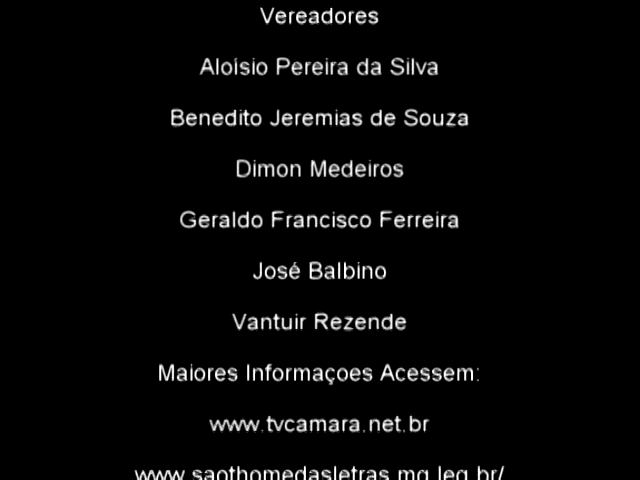 Vereadores
Aloísio Pereira da Silva
Benedito Jeremias de Souza
Dimon Medeiros
Geraldo Francisco Ferreira
José Balbino
Vantuir Rezende
Maiores Informaçoes Acessem:
www.tvcamara.net.br
www.saothomedasletras.mg.leg.br/